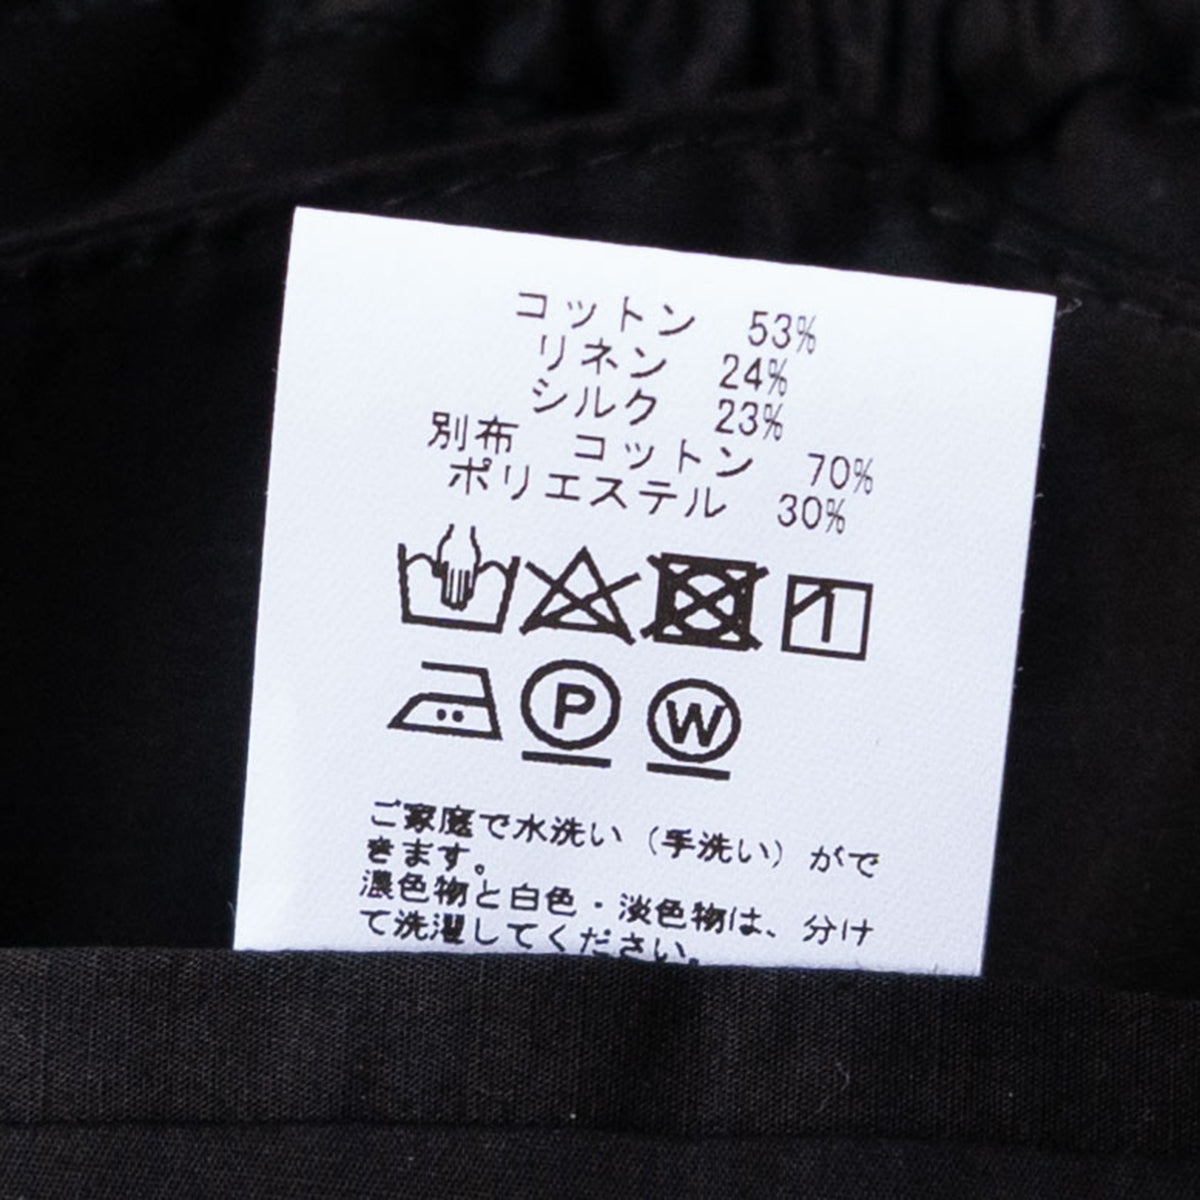 コットン 53%
リネン 24%
シルク 23%
別布 コットン 70%
ポリエステル 30%
P W
ご家庭で水洗い（手洗い）がで
きます。
濃色物と白色・淡色物は、分け
て洗濯してください。